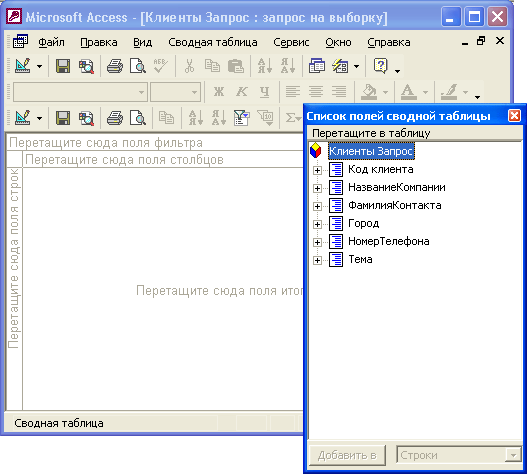 Microsoft Access - [Клиенты Запрос : запрос на выборку]
Файл Правка Вид Сводная таблица Сервис Окно Справка
Ж К Ч
Перетащите сюда поля фильтра
Перетащите сюда поля столбцов
Перетащите сюда поля строк
Перетащите сюда поля итог
Сводная таблица
Список полей сводной таблицы
Перетащите в таблицу
Клиенты Запрос
Код клиента
НазваниеКомпании
ФамилияКонтакта
Город
НомерТелефона
Тема
Добавить в
Строки